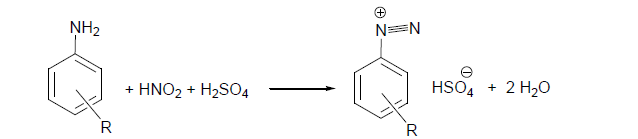 NH₂
R
+ HNO₂ + H₂SO₄
⊕
N≡N
R
HSO₄ ⊖ + 2 H₂O